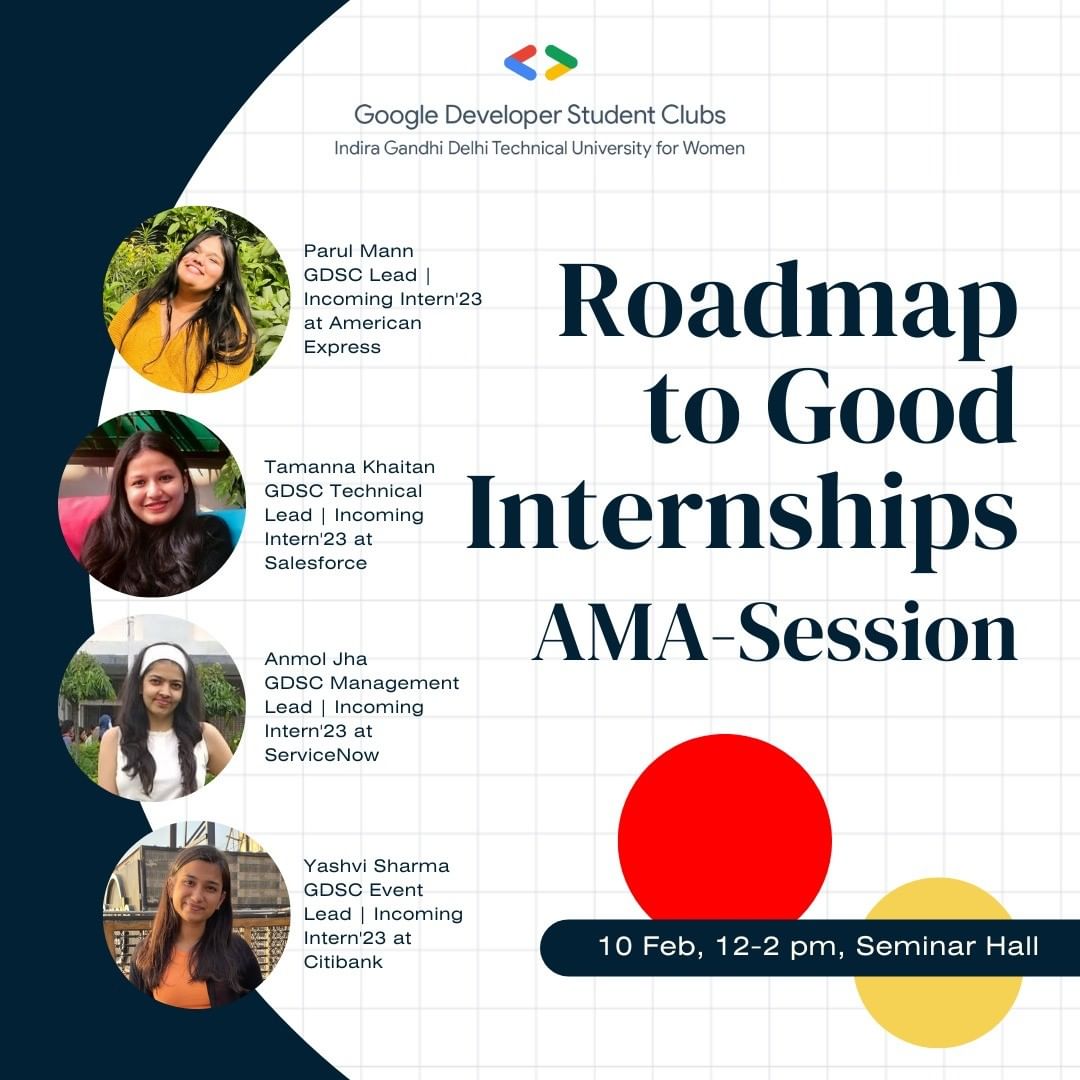 Google Developer Student Clubs
Indira Gandhi Delhi Technical University for Women
Parul Mann
GDSC Lead |
Incoming Intern'23
at American
Express
Tamanna Khaitan
GDSC Technical
Lead | Incoming
Intern'23 at
Salesforce
Anmol Jha
GDSC Management
Lead | Incoming
Intern'23 at
ServiceNow
Yashvi Sharma
GDSC Event
Lead | Incoming
Intern'23 at
Citibank
Roadmap
to Good
Internships
AMA-Session
10 Feb, 12-2 pm, Seminar Hall